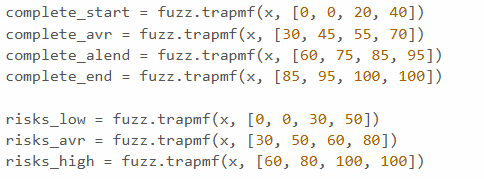 complete_start = fuzz.trapmf(x, [0, 0, 20, 40])
complete_avr = fuzz.trapmf(x, [30, 45, 55, 70])
complete_alend = fuzz.trapmf(x, [60, 75, 85, 95])
complete_end = fuzz.trapmf(x, [85, 95, 100, 100])
risks_low = fuzz.trapmf(x, [0, 0, 30, 50])
risks_avr = fuzz.trapmf(x, [30, 50, 60, 80])
risks_high = fuzz.trapmf(x, [60, 80, 100, 100])